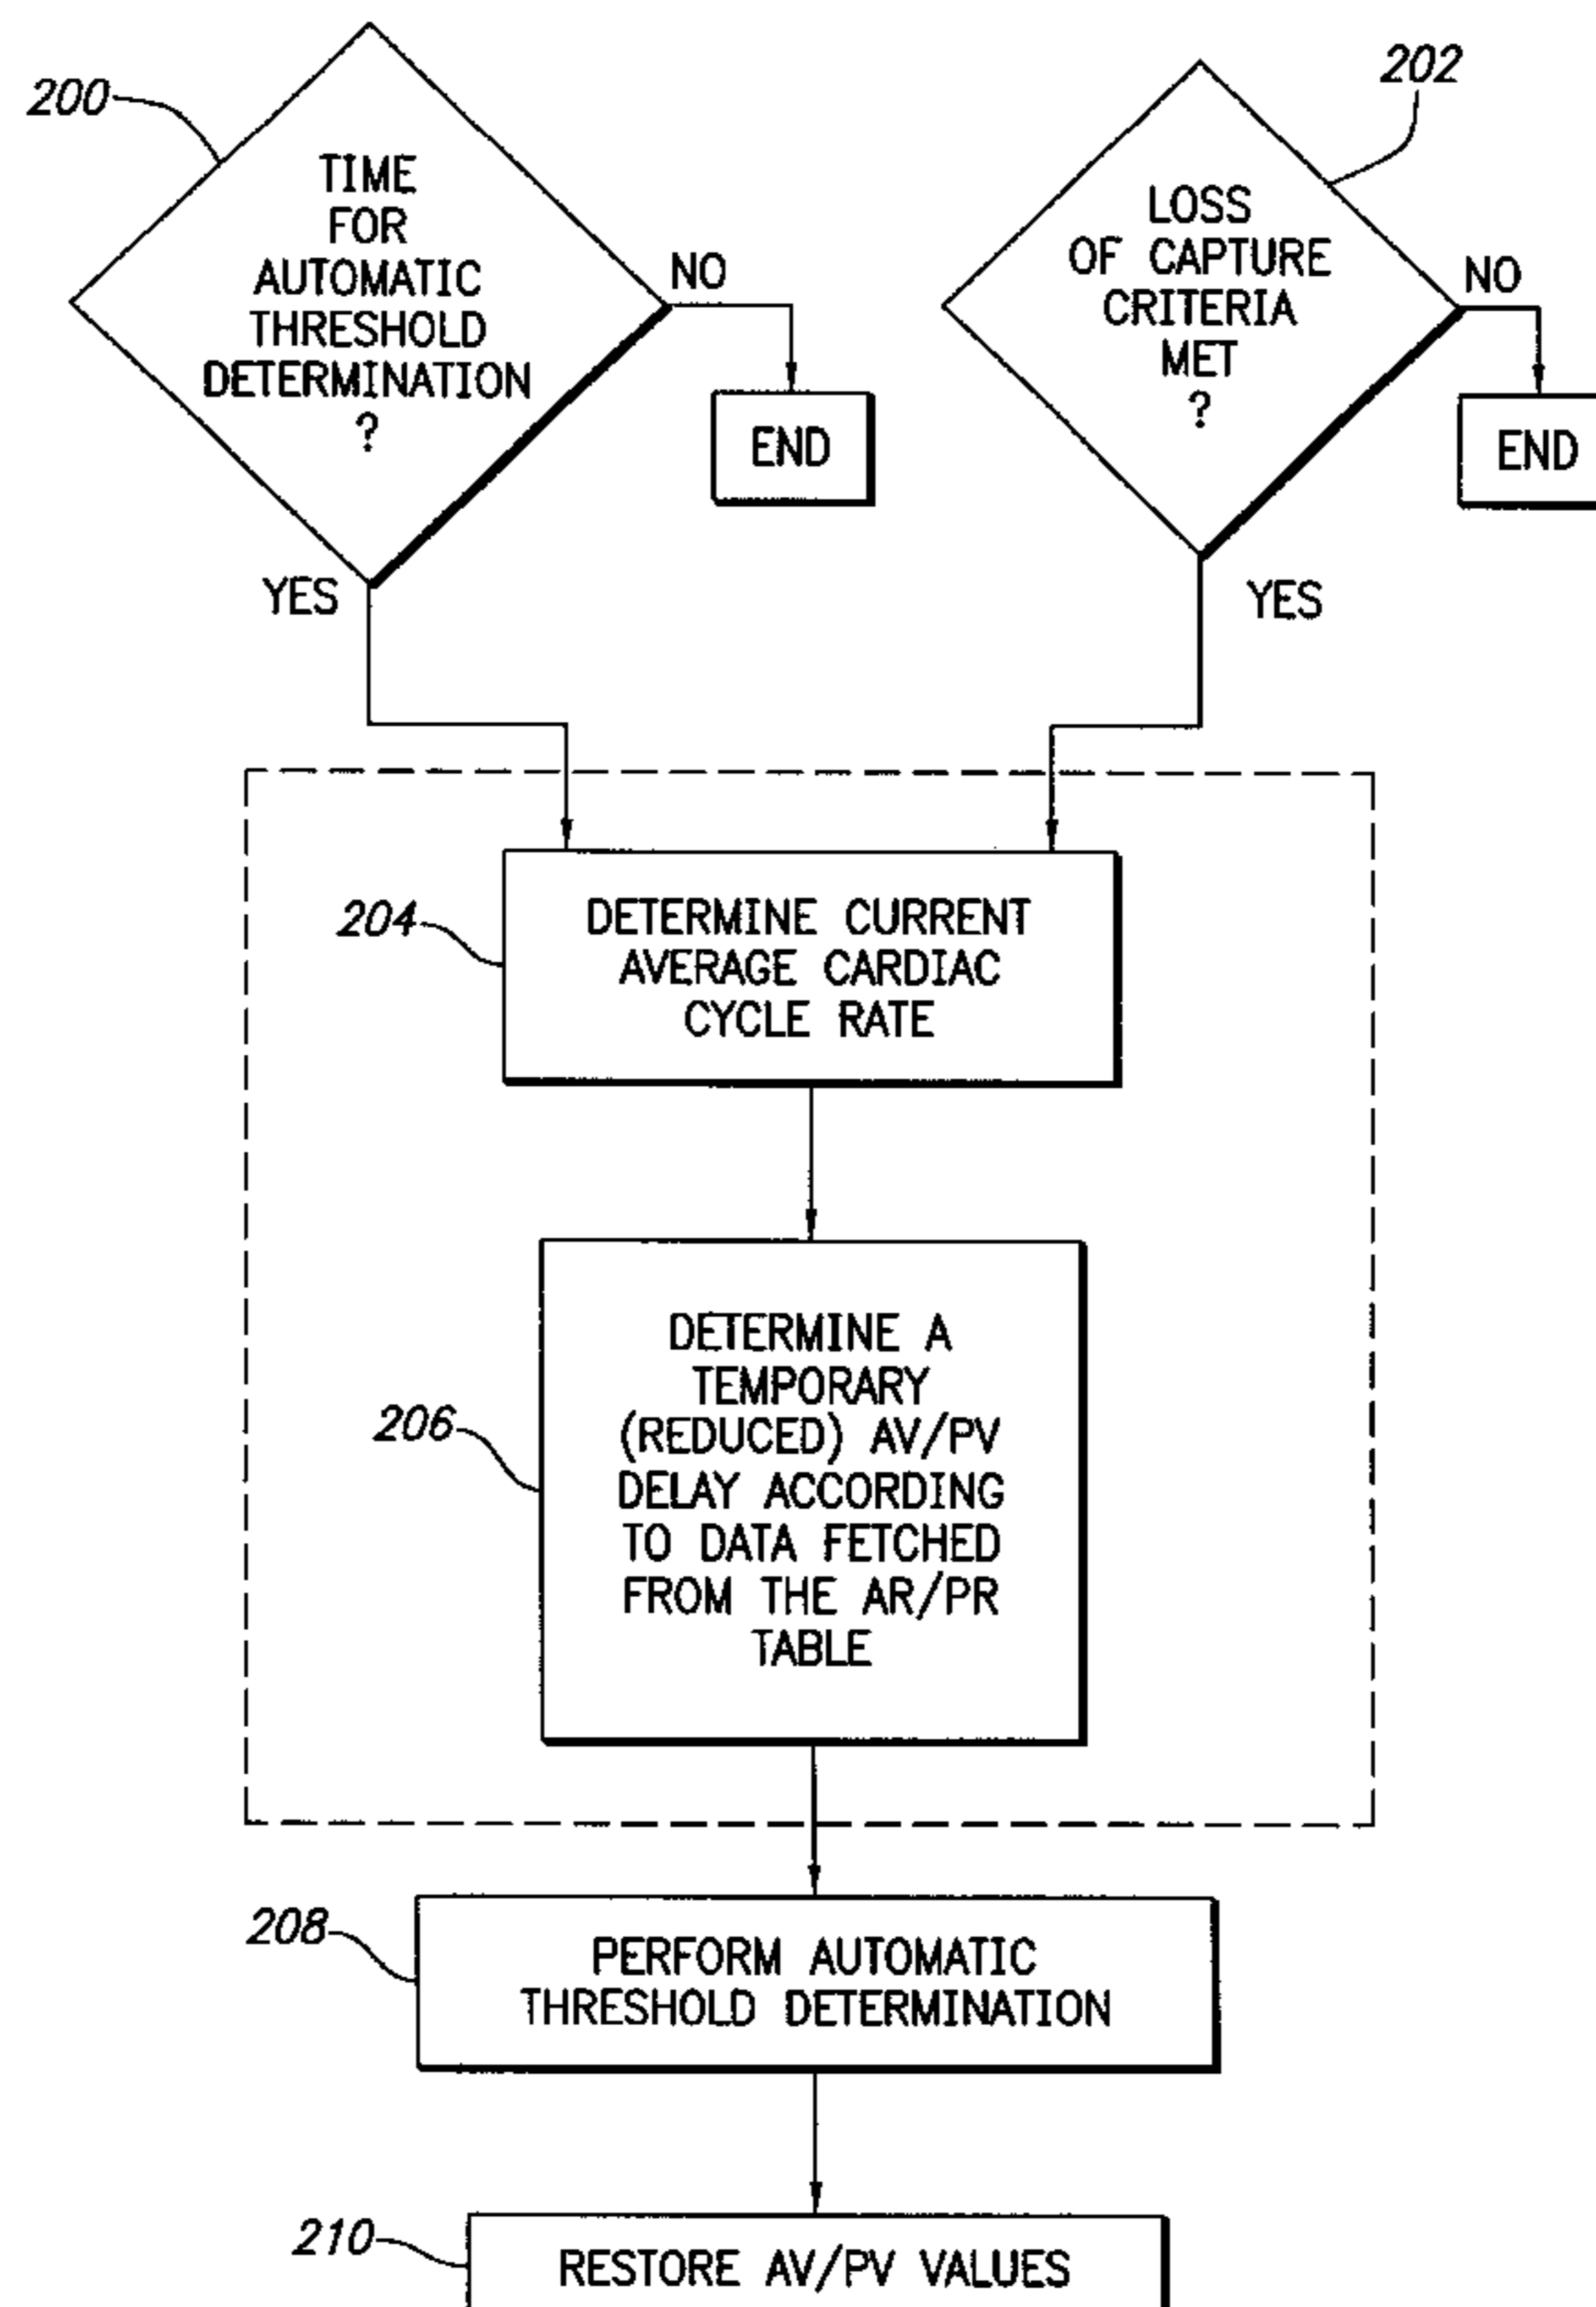 200
TIME
FOR
AUTOMATIC
THRESHOLD
DETERMINATION
?
NO
END
YES
202
LOSS
OF CAPTURE
CRITERIA
MET
?
NO
END
YES
204
DETERMINE CURRENT
AVERAGE CARDIAC
CYCLE RATE
206
DETERMINE A
TEMPORARY
(REDUCED) AV/PV
DELAY ACCORDING
TO DATA FETCHED
FROM THE AR/PR
TABLE
208
PERFORM AUTOMATIC
THRESHOLD DETERMINATION
210
RESTORE AV/PV VALUES